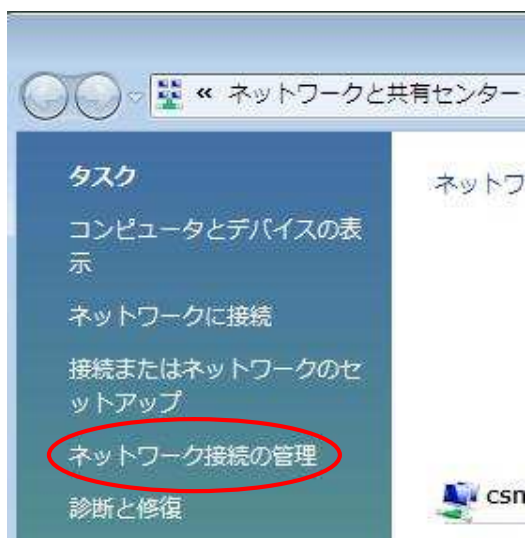 « ネットワークと共有センター
タスク
ネットワ
コンピュータとデバイスの表
示
ネットワークに接続
接続またはネットワークのセ
ットアップ
ネットワーク接続の管理
診断と修復
csn